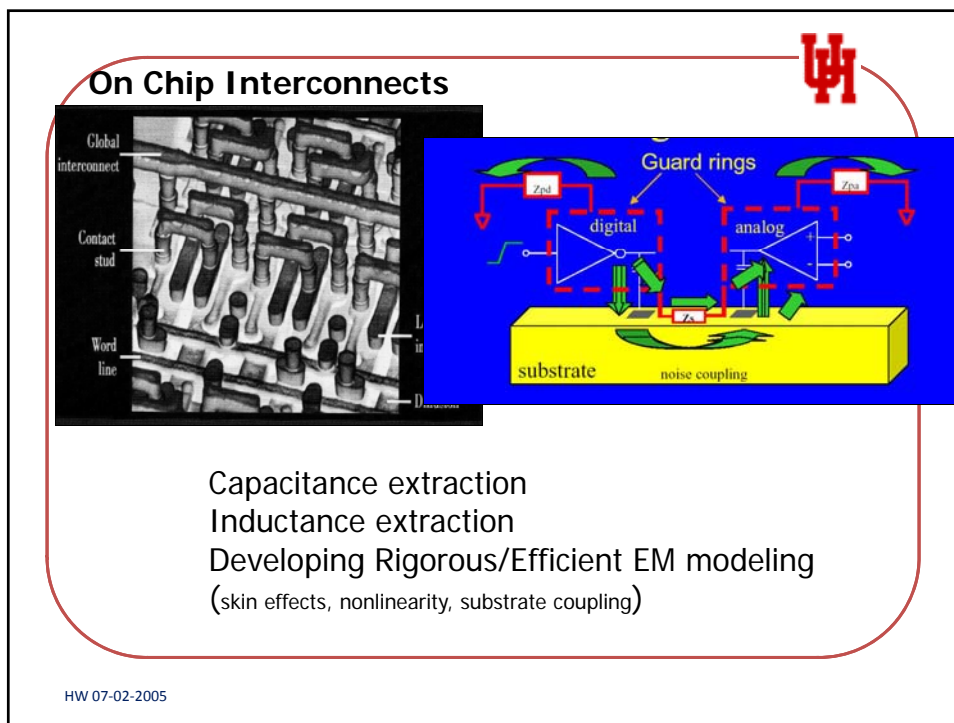 On Chip Interconnects
UH
Global
interconnect
Contact
stud
Word
line
Guard rings
Zpd
Zpa
digital
analog
+
-
Zs
substrate
noise coupling
Capacitance extraction
Inductance extraction
Developing Rigorous/Efficient EM modeling
(skin effects, nonlinearity, substrate coupling)
HW 07-02-2005